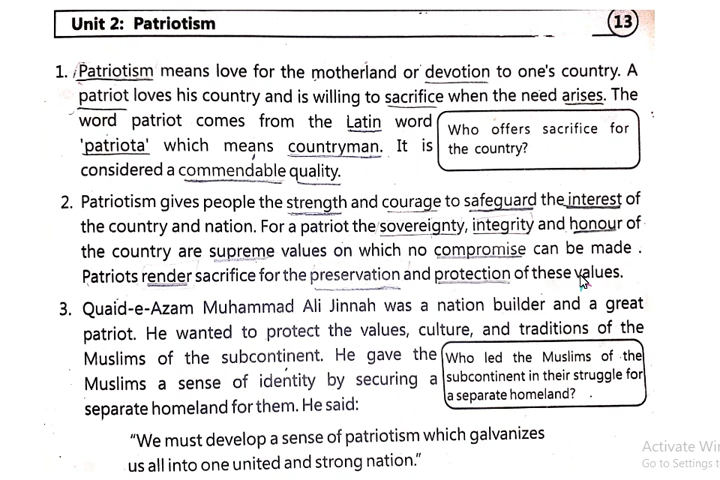 Unit 2: Patriotism
13
1. Patriotism means love for the motherland or devotion to one's country. A
patriot loves his country and is willing to sacrifice when the need arises. The
word patriot comes from the Latin word
'patriota' which means countryman. It is
considered a commendable quality.
Who offers sacrifice for
the country?
2. Patriotism gives people the strength and courage to safeguard the interest of
the country and nation. For a patriot the sovereignty, integrity and honour of
the country are supreme values on which no compromise can be made .
Patriots render sacrifice for the preservation and protection of these values.
3. Quaid-e-Azam Muhammad Ali Jinnah was a nation builder and a great
patriot. He wanted to protect the values, culture, and traditions of the
Muslims of the subcontinent. He gave the
Muslims a sense of identity by securing a
separate homeland for them. He said:
Who led the Muslims of the
subcontinent in their struggle for
a separate homeland?
"We must develop a sense of patriotism which galvanizes
us all into one united and strong nation."
Activate Wi
Go to Settings t